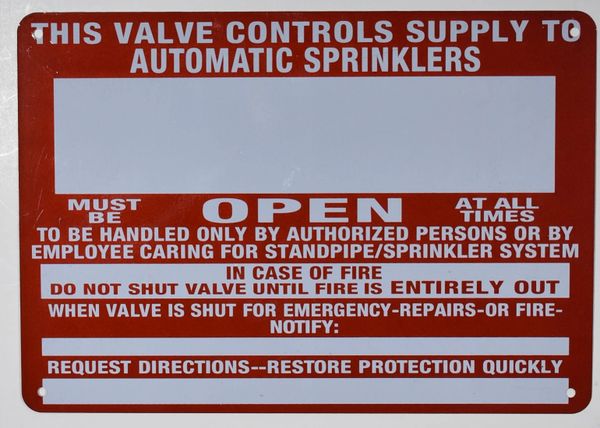 THIS VALVE CONTROLS SUPPLY TO
AUTOMATIC SPRINKLERS
MUST BE OPEN AT ALL TIMES
TO BE HANDLED ONLY BY AUTHORIZED PERSONS OR BY
EMPLOYEE CARING FOR STANDPIPE/SPRINKLER SYSTEM
IN CASE OF FIRE
DO NOT SHUT VALVE UNTIL FIRE IS ENTIRELY OUT
WHEN VALVE IS SHUT FOR EMERGENCY-REPAIRS-OR FIRE-
NOTIFY:
REQUEST DIRECTIONS--RESTORE PROTECTION QUICKLY